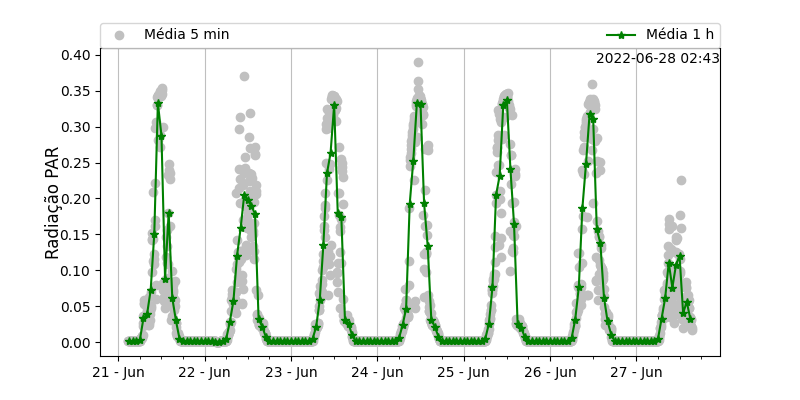 Média 5 min
Média 1 h
2022-06-28 02:43
Radiação PAR
0.40
0.35
0.30
0.25
0.20
0.15
0.10
0.05
0.00
21 - Jun
22 - Jun
23 - Jun
24 - Jun
25 - Jun
26 - Jun
27 - Jun